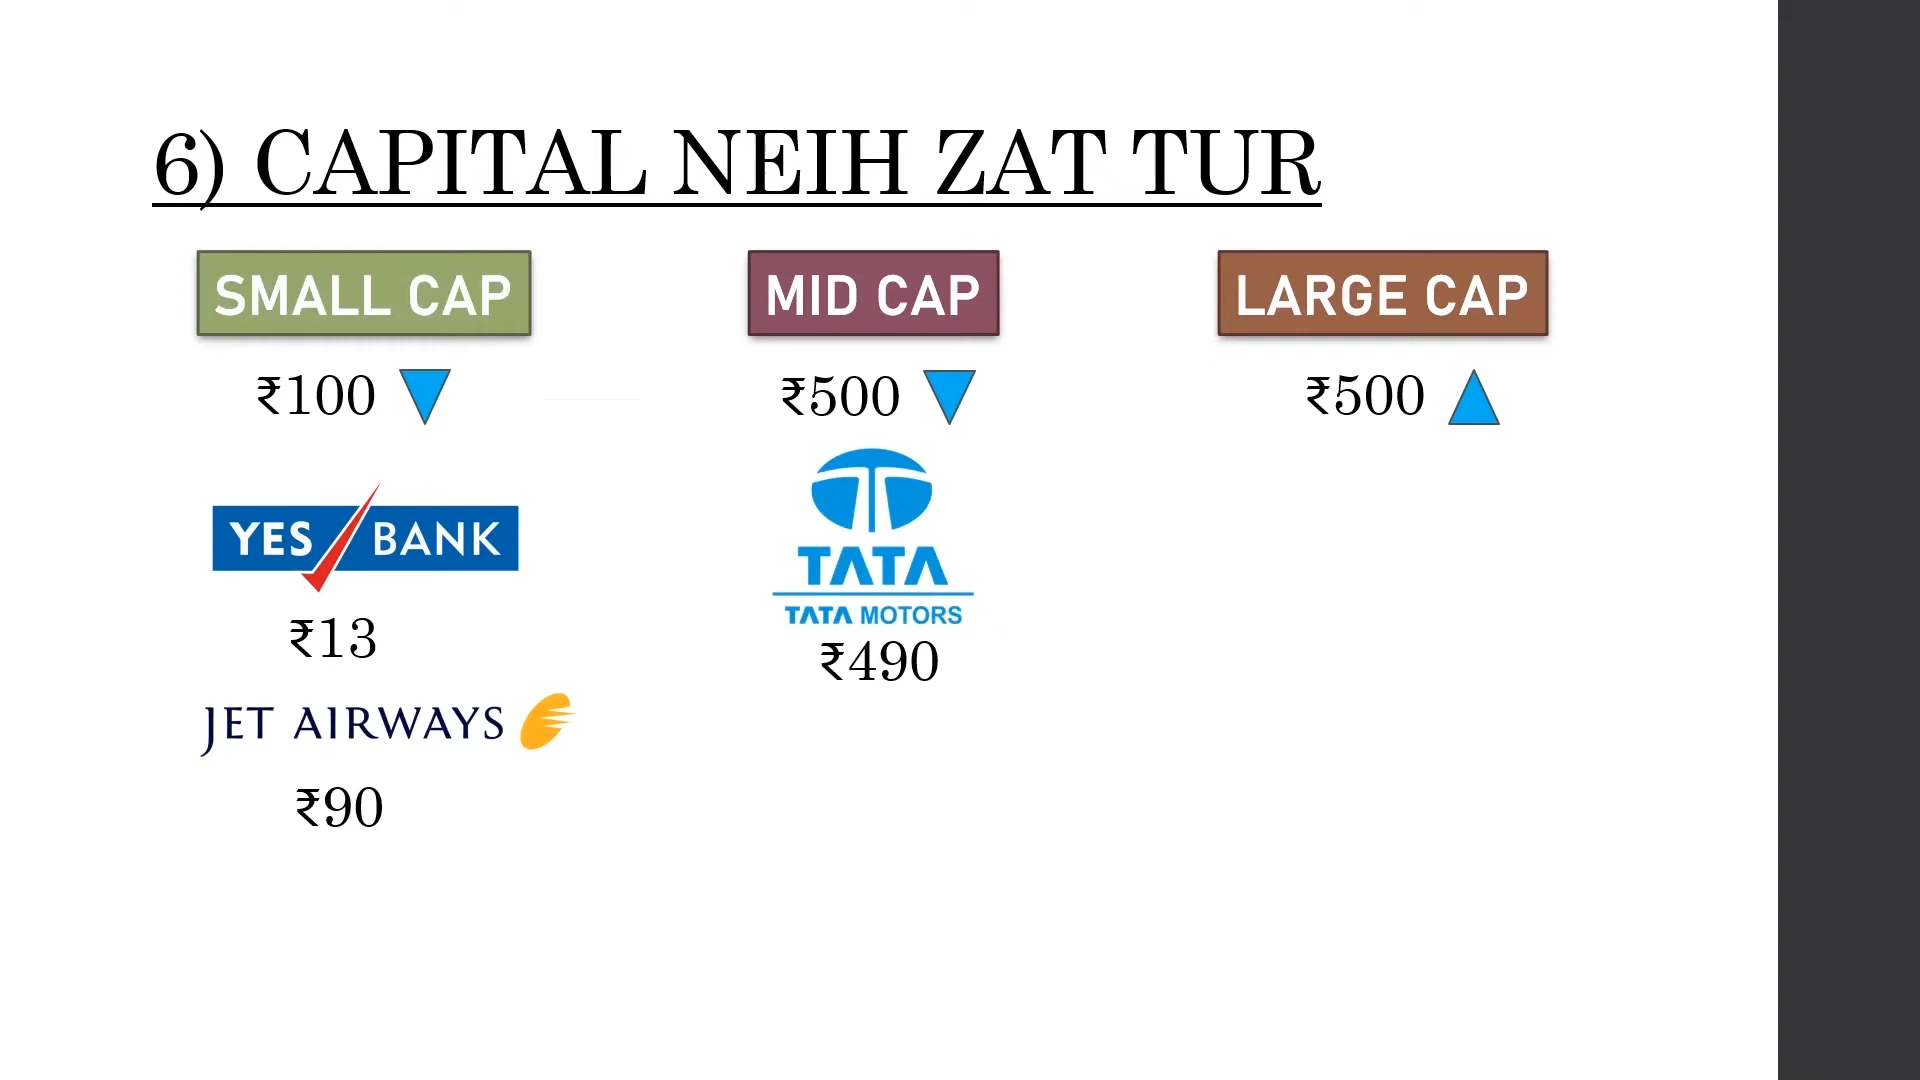 6) CAPITAL NEIH ZAT TUR
SMALL CAP
₹100
YES BANK
₹13
JET AIRWAYS
₹90
MID CAP
₹500
TATA
TATA MOTORS
₹490
LARGE CAP
₹500